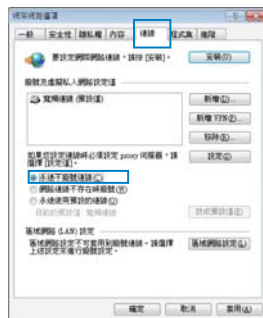 網際網路選項
一般 安全性 隱私權 內容 連線 程式集 進階
要設定網際網路連線，請按 [安裝]。
安裝(U)
撥號及虛擬私人網路設定值
寬頻連線 (預設值)
新增(D)...
新增 VPN(P)...
移除(R)...
如果您設定連線時必須設定 proxy 伺服器，請
選擇 [設定值]。
設定(S)
永遠不撥號連線(C)
網路連線不存在時撥號(W)
永遠使用預設的連線(O)
目前的預設值: 寬頻連線
設成預設值(E)
區域網路 (LAN) 設定
區域網路設定不可套用到撥號連線。請選擇
上述設定來進行撥號設定。
區域網路設定(L)
確定 取消 套用(A)